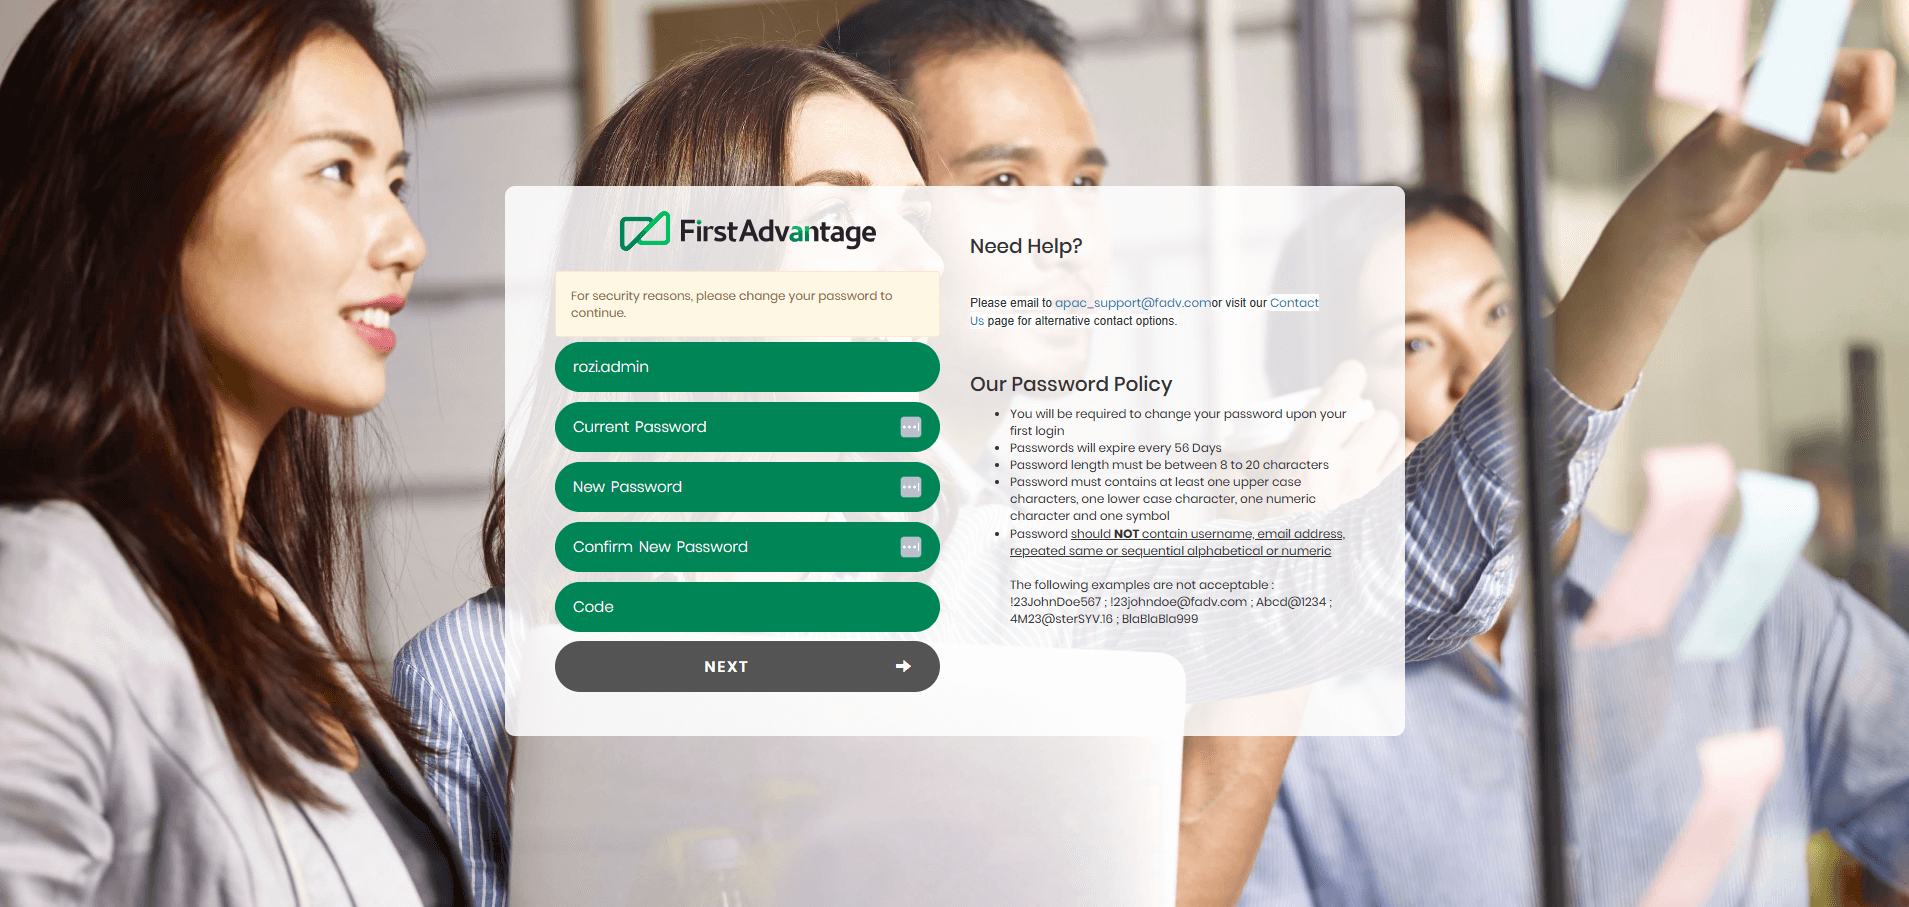 FirstAdvantage
For security reasons, please change your password to
continue.
rozi.admin
Current Password
New Password
Confirm New Password
Code
NEXT
Need Help?
Please email to apac_support@fadv.comor visit our Contact
Us page for alternative contact options.
Our Password Policy
• You will be required to change your password upon your
first login
• Passwords will expire every 56 Days
• Password length must be between 8 to 20 characters
• Password must contains at least one upper case
characters, one lower case character, one numeric
character and one symbol
• Password should NOT contain username, email address,
repeated same or sequential alphabetical or numeric
The following examples are not acceptable :
!23JohnDoe567 ; !23johndoe@fadv.com ; Abcd@1234 ;
4M23@sterSYV.16 ; BlaBlaBla999